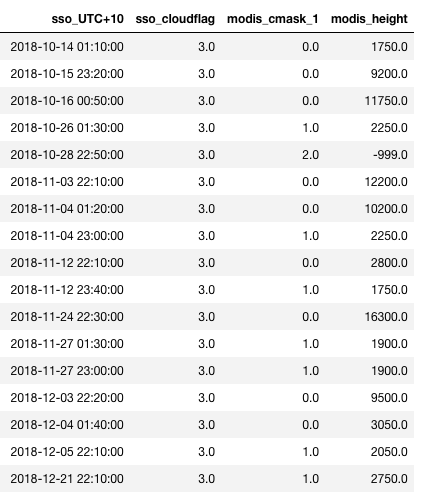 sso_UTC+10 sso_cloudflag modis_cmask_1 modis_height
2018-10-14 01:10:00 3.0 0.0 1750.0
2018-10-15 23:20:00 3.0 0.0 9200.0
2018-10-16 00:50:00 3.0 0.0 11750.0
2018-10-26 01:30:00 3.0 1.0 2250.0
2018-10-28 22:50:00 3.0 2.0 -999.0
2018-11-03 22:10:00 3.0 0.0 12200.0
2018-11-04 01:20:00 3.0 0.0 10200.0
2018-11-04 23:00:00 3.0 1.0 2250.0
2018-11-12 22:10:00 3.0 0.0 2800.0
2018-11-12 23:40:00 3.0 1.0 1750.0
2018-11-24 22:30:00 3.0 0.0 16300.0
2018-11-27 01:30:00 3.0 1.0 1900.0
2018-11-27 23:00:00 3.0 1.0 1900.0
2018-12-03 22:20:00 3.0 0.0 9500.0
2018-12-04 01:40:00 3.0 0.0 3050.0
2018-12-05 22:10:00 3.0 1.0 2050.0
2018-12-21 22:10:00 3.0 1.0 2750.0